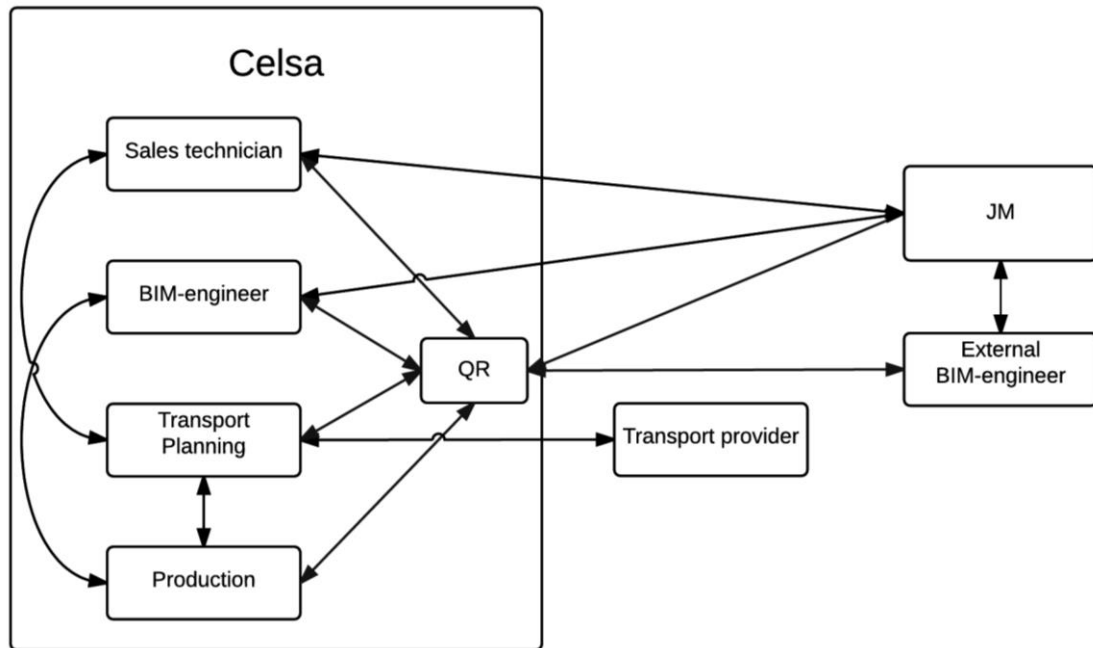 Celsa
Sales technician
JM
BIM-engineer
QR
External
BIM-engineer
Transport
Planning
Transport provider
Production